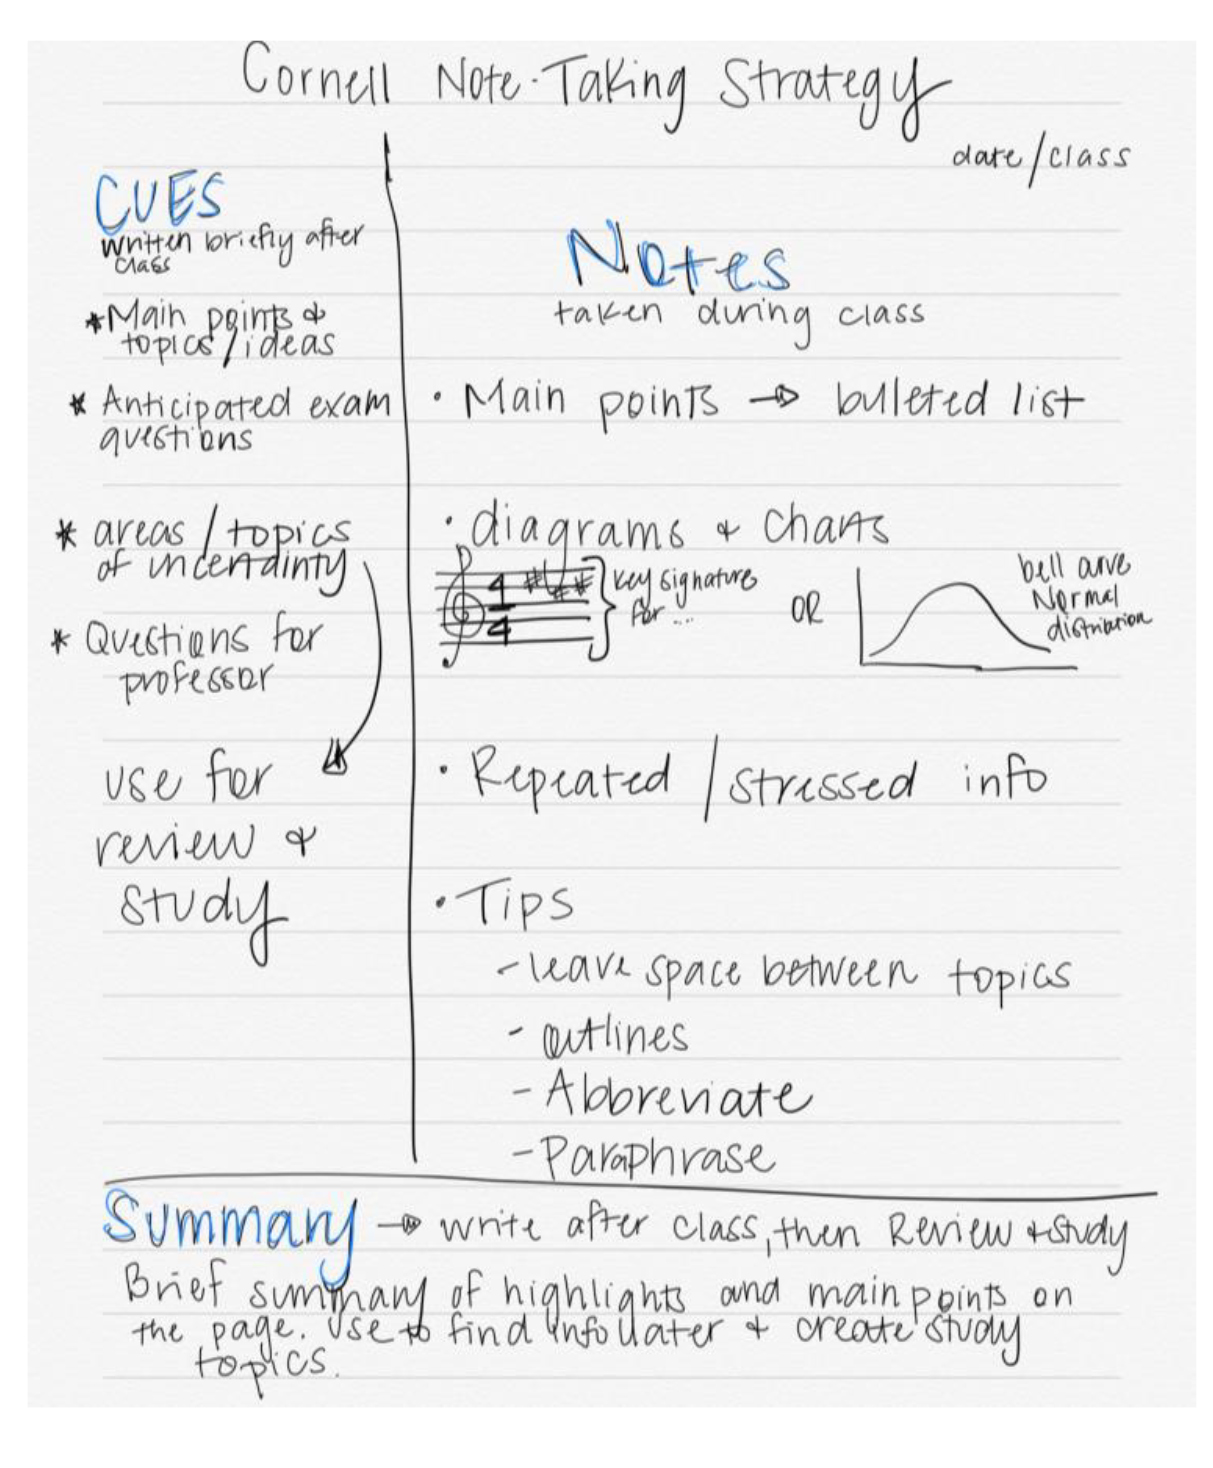 Cornell Note-Taking Strategy
date/class
CUES
written briefly after
class
*Main points &
topics/ideas
* Anticipated exam
questions
* areas/topics
of uncertainty
* Questions for
professor
use for
review &
study
Notes
taken during class
• Main points → bulleted list
• diagrams & charts
4
4
key signature
for ...
OR
bell curve
Normal
distribution
• Repeated/stressed info
• Tips
- leave space between topics
- outlines
- Abbreviate
- Paraphrase
Summary → write after class, then Review & study
Brief summary of highlights and main points on
the page. Use to find info later & create study
topics.